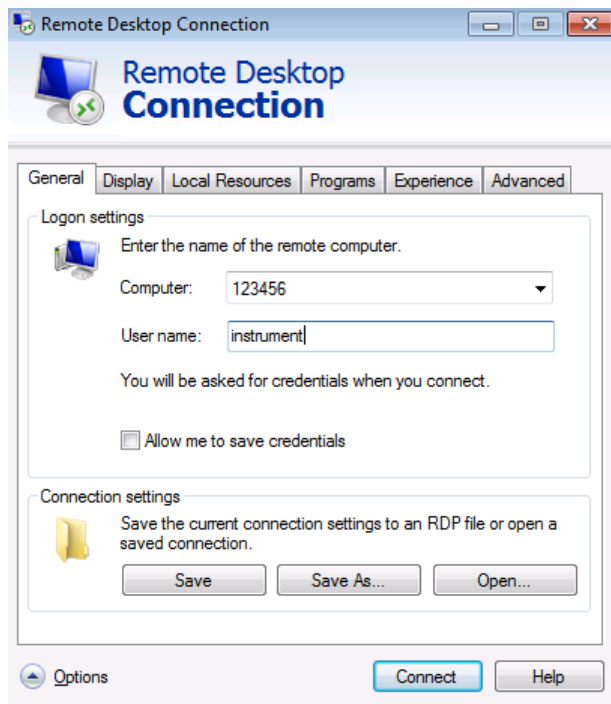 Remote Desktop Connection
Remote Desktop
Connection
General Display Local Resources Programs Experience Advanced
Logon settings
Enter the name of the remote computer.
Computer: 123456
User name: instrument
You will be asked for credentials when you connect.
Allow me to save credentials
Connection settings
Save the current connection settings to an RDP file or open a
saved connection.
Save Save As... Open...
Options Connect Help